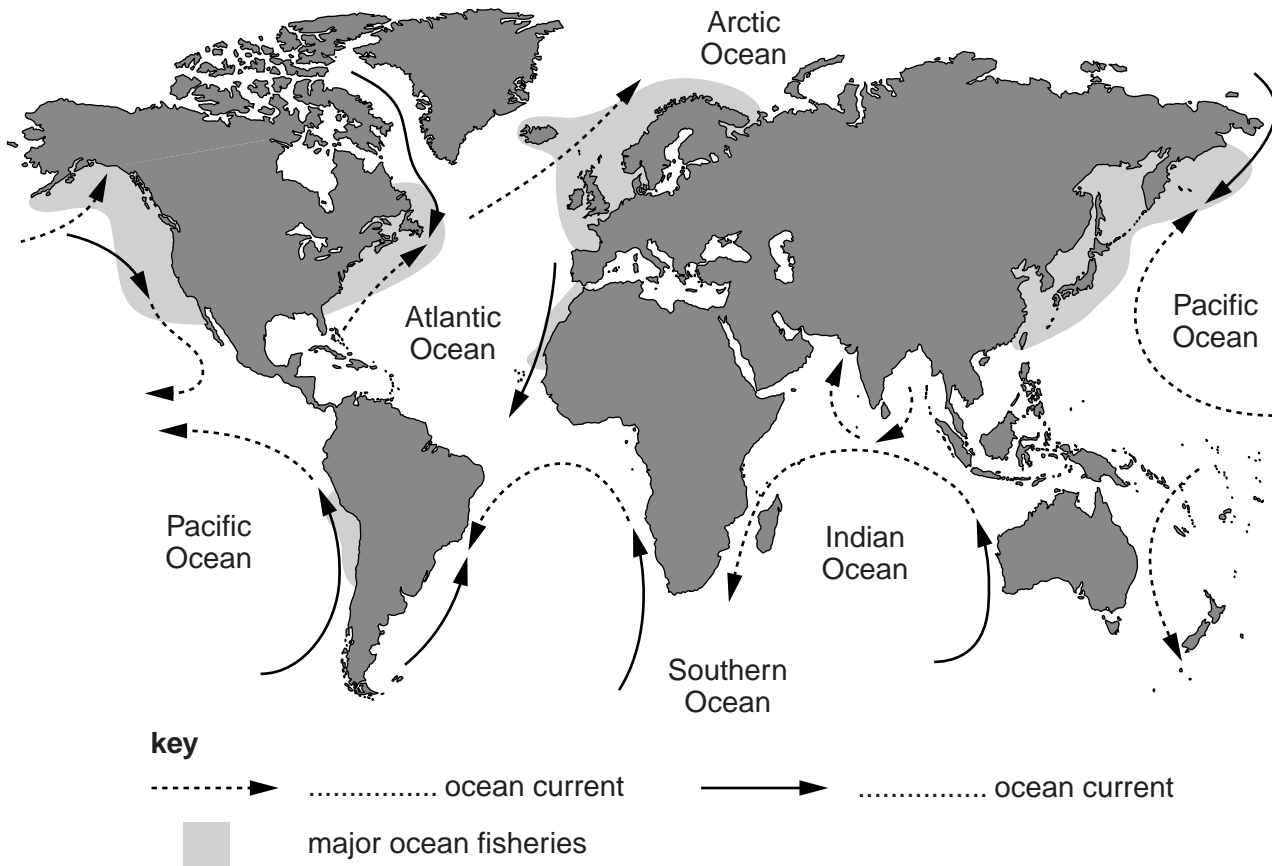 Arctic
Ocean
Atlantic
Ocean
Pacific
Ocean
Pacific
Ocean
Indian
Ocean
Southern
Ocean
key
................ ocean current
................ ocean current
major ocean fisheries